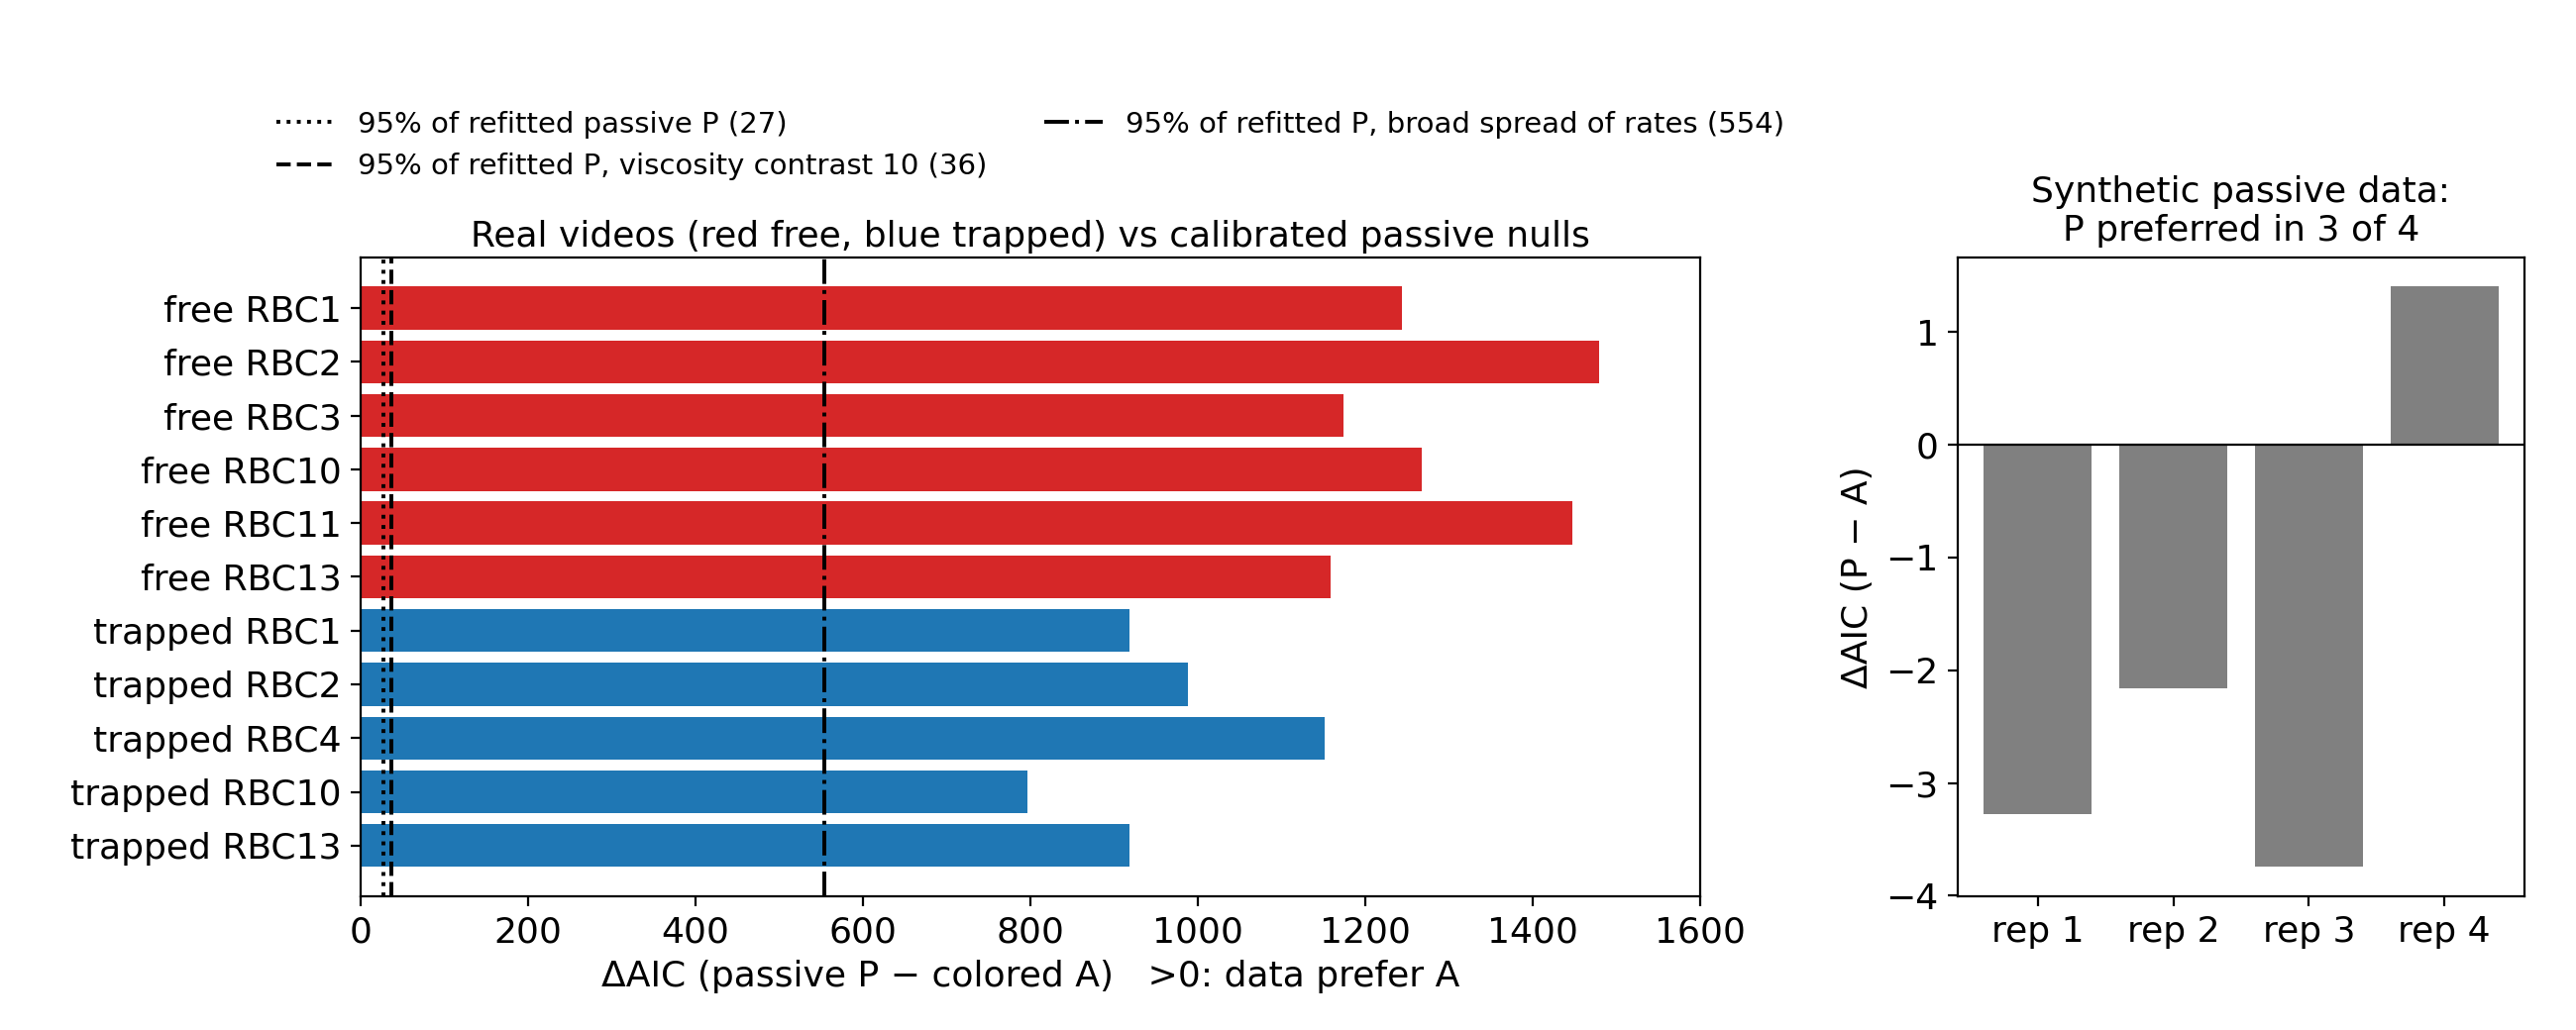 95% of refitted passive P (27)
95% of refitted P, viscosity contrast 10 (36)
95% of refitted P, broad spread of rates (554)
Real videos (red free, blue trapped) vs calibrated passive nulls
free RBC1
free RBC2
free RBC3
free RBC10
free RBC11
free RBC13
trapped RBC1
trapped RBC2
trapped RBC4
trapped RBC10
trapped RBC13
0 200 400 600 800 1000 1200 1400 1600
ΔAIC (passive P − colored A)   >0: data prefer A
Synthetic passive data:
P preferred in 3 of 4
ΔAIC (P − A)
1
0
−1
−2
−3
−4
rep 1 rep 2 rep 3 rep 4